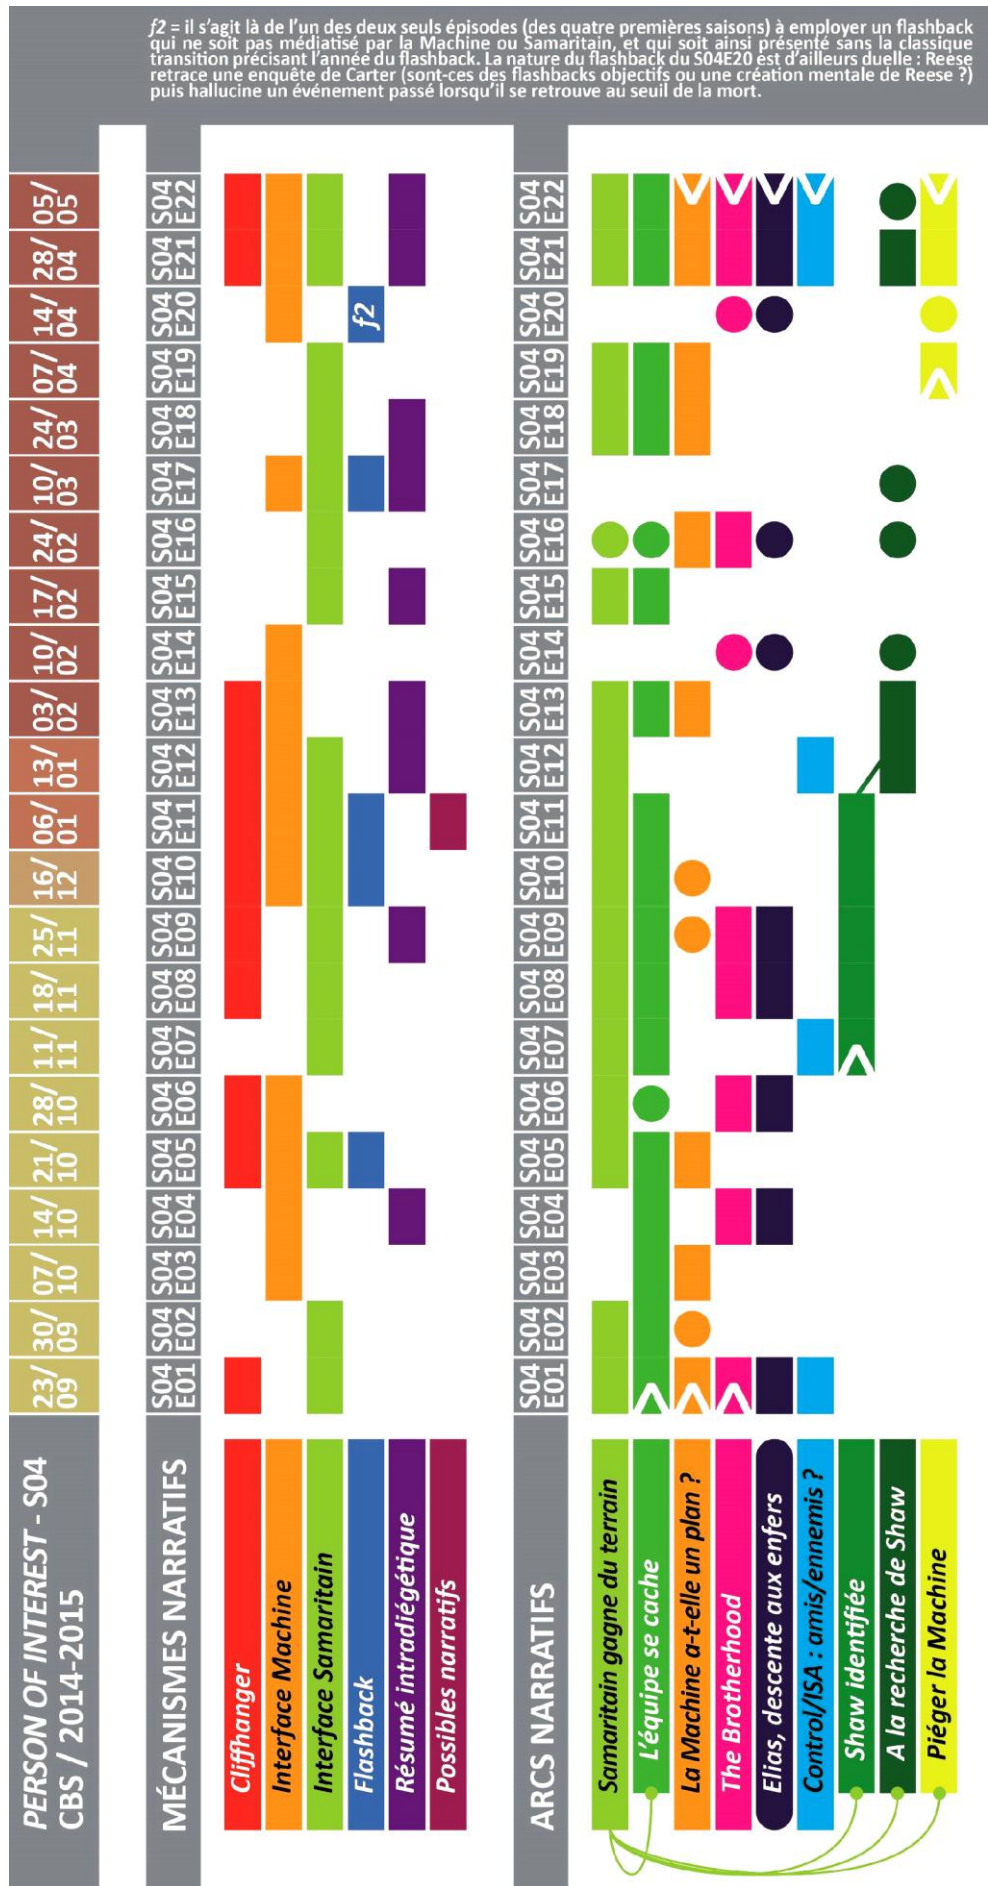 f2 = il s'agit là de l'un des deux seuls épisodes (des quatre premières saisons) à employer un flashback
qui ne soit pas médiatisé par la Machine ou Samaritain, et qui soit ainsi présenté sans la classique
transition précisant l'année du flashback. La nature du flashback du S04E20 est d'ailleurs duelle : Reese
retrace une enquête de Carter (sont-ces des flashbacks objectifs ou une création mentale de Reese ?)
puis hallucine un événement passé lorsqu'il se retrouve au seuil de la mort.
PERSON OF INTEREST - S04
CBS / 2014-2015
23/
09
30/
09
07/
10
14/
10
21/
10
28/
10
11/
11
18/
11
25/
11
16/
12
06/
01
13/
01
03/
02
10/
02
17/
02
24/
02
10/
03
24/
03
07/
04
14/
04
28/
04
05/
05
MÉCANISMES NARRATIFS
S04
E01
S04
E02
S04
E03
S04
E04
S04
E05
S04
E06
S04
E07
S04
E08
S04
E09
S04
E10
S04
E11
S04
E12
S04
E13
S04
E14
S04
E15
S04
E16
S04
E17
S04
E18
S04
E19
S04
E20
S04
E21
S04
E22
Cliffhanger
Interface Machine
Interface Samaritain
Flashback
f2
Résumé intradiégétique
Possibles narratifs
ARCS NARRATIFS
S04
E01
S04
E02
S04
E03
S04
E04
S04
E05
S04
E06
S04
E07
S04
E08
S04
E09
S04
E10
S04
E11
S04
E12
S04
E13
S04
E14
S04
E15
S04
E16
S04
E17
S04
E18
S04
E19
S04
E20
S04
E21
S04
E22
Samaritain gagne du terrain
L'équipe se cache
La Machine a-t-elle un plan ?
The Brotherhood
Elias, descente aux enfers
Control/ISA : amis/ennemis ?
Shaw identifiée
A la recherche de Shaw
Piéger la Machine